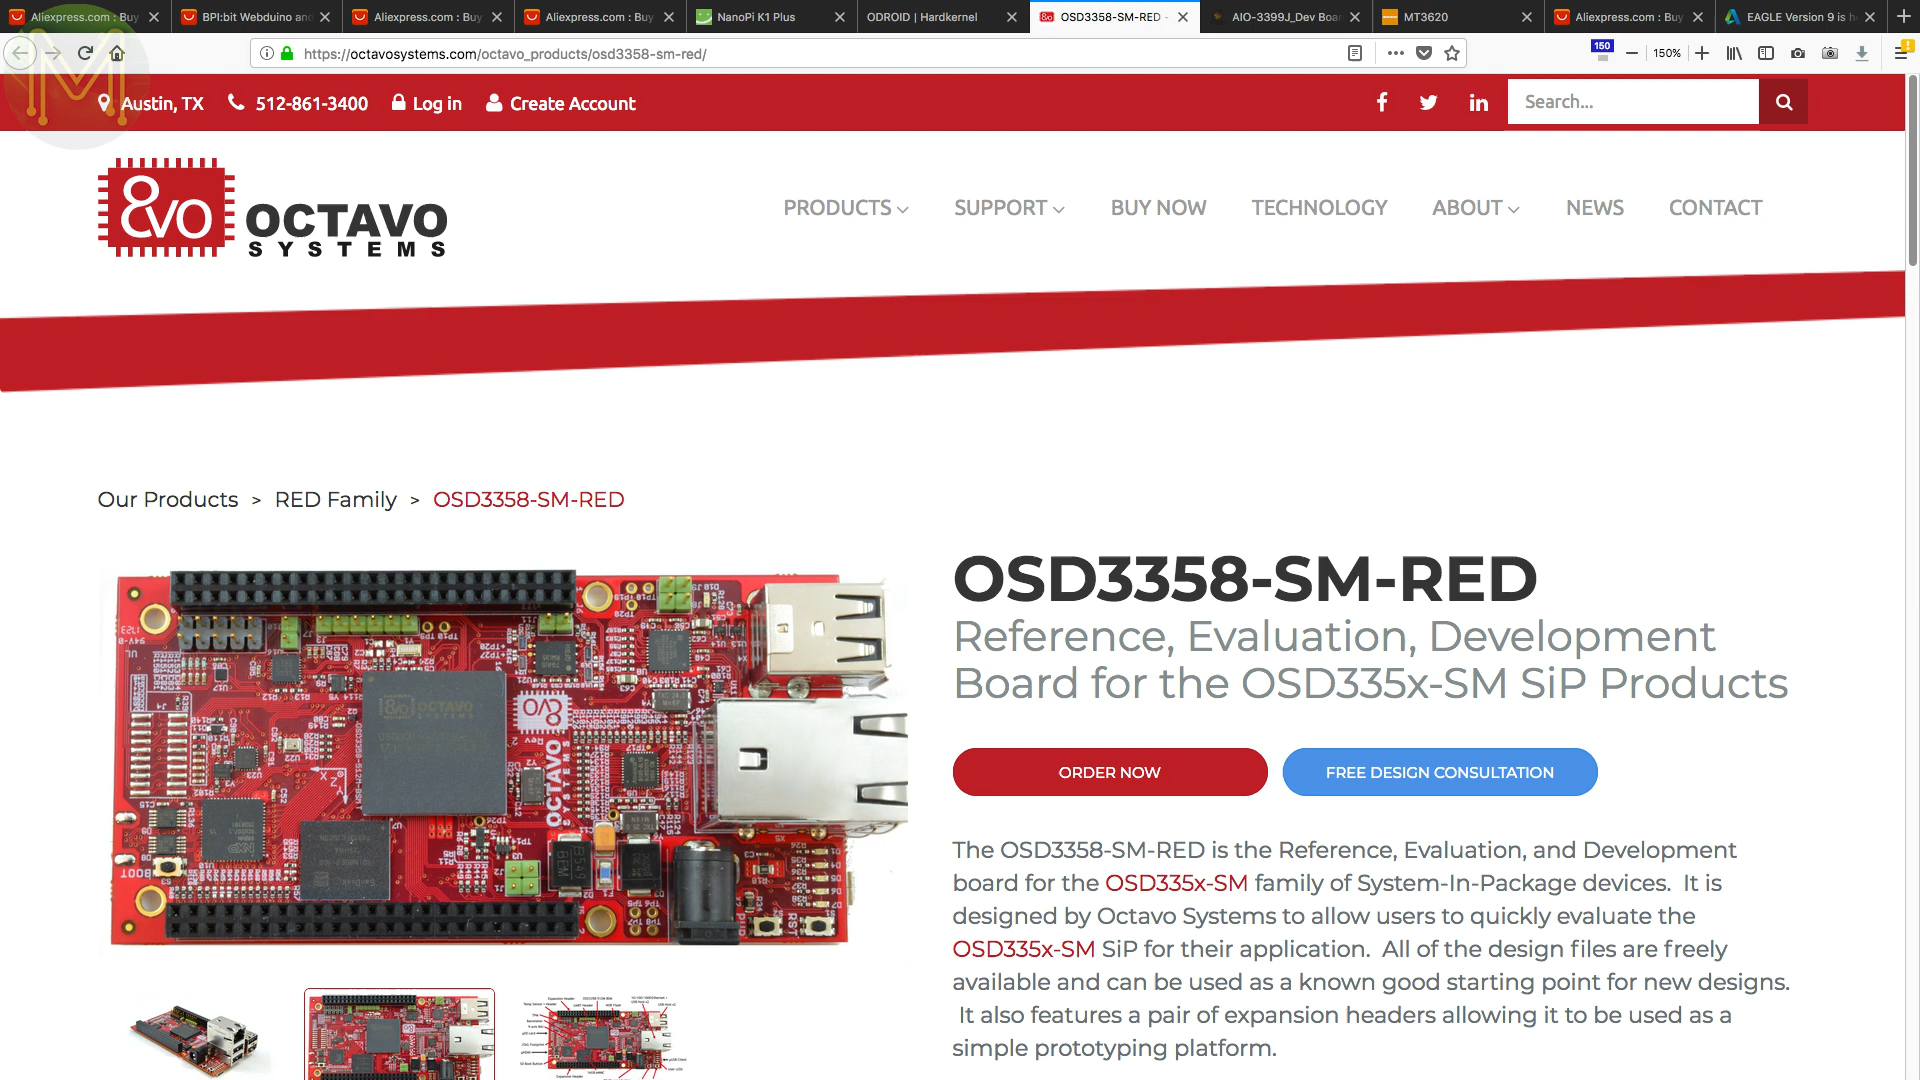 Aliexpress.com : Buy
BPI:bit Webduino and
Aliexpress.com : Buy
Aliexpress.com : Buy
NanoPi K1 Plus
ODROID | Hardkernel
OSD3358-SM-RED -
AIO-3399J_Dev Boar
MT3620
Aliexpress.com : Buy
EAGLE Version 9 is h
https://octavosystems.com/octavo_products/osd3358-sm-red/
150
150%
Austin, TX
512-861-3400
Log in
Create Account
Search...
OCTAVO
SYSTEMS
PRODUCTS
SUPPORT
BUY NOW
TECHNOLOGY
ABOUT
NEWS
CONTACT
Our Products > RED Family > OSD3358-SM-RED
OSD3358-SM-RED
Reference, Evaluation, Development
Board for the OSD335x-SM SiP Products
ORDER NOW
FREE DESIGN CONSULTATION
The OSD3358-SM-RED is the Reference, Evaluation, and Development
board for the OSD335x-SM family of System-In-Package devices. It is
designed by Octavo Systems to allow users to quickly evaluate the
OSD335x-SM SiP for their application. All of the design files are freely
available and can be used as a known good starting point for new designs.
It also features a pair of expansion headers allowing it to be used as a
simple prototyping platform.